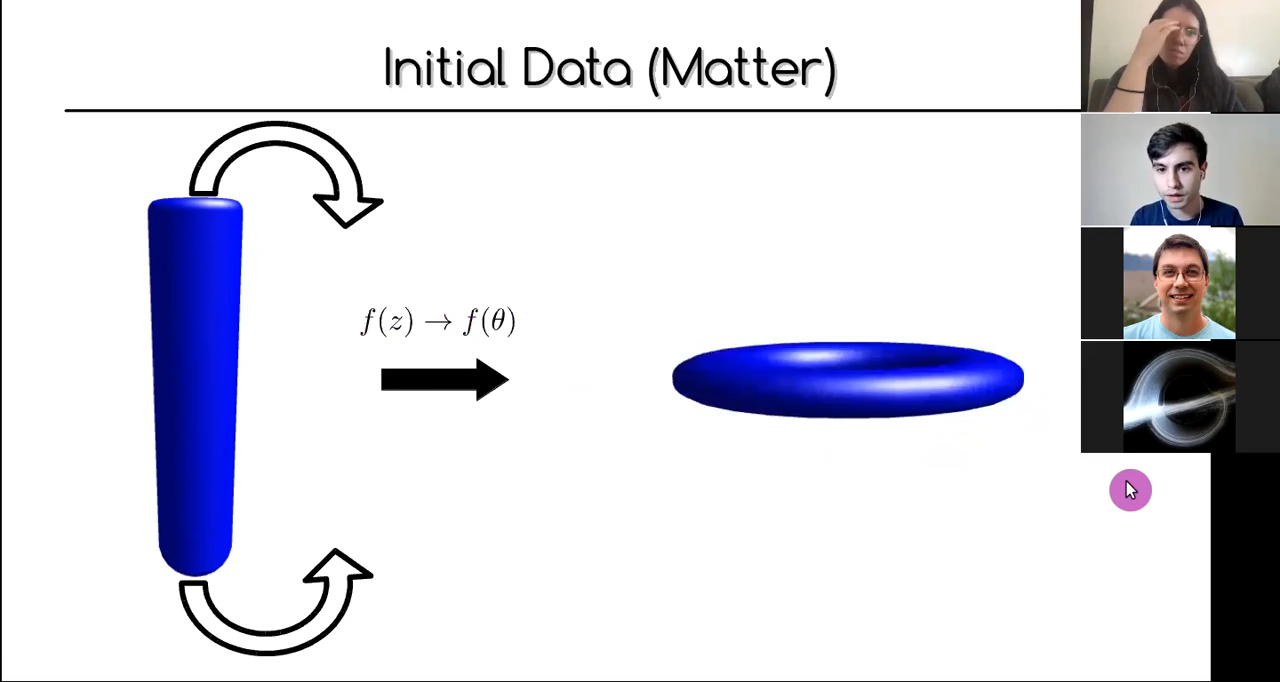 Initial Data (Matter)
f(z) → f(θ)